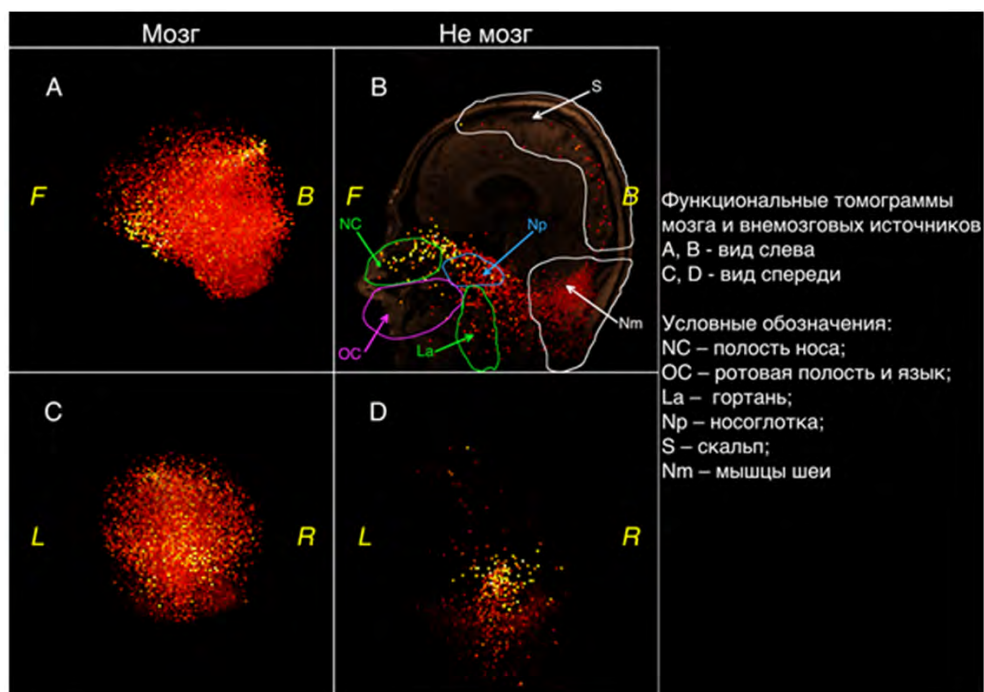 Мозг
Не мозг
A
F
B
B
S
F
B
NC
Np
OC
La
Nm
C
L
R
D
L
R
Функциональные томограммы
мозга и внемозговых источников
A, B - вид слева
C, D - вид спереди
Условные обозначения:
NC – полость носа;
OC – ротовая полость и язык;
La – гортань;
Np – носоглотка;
S – скальп;
Nm – мышцы шеи